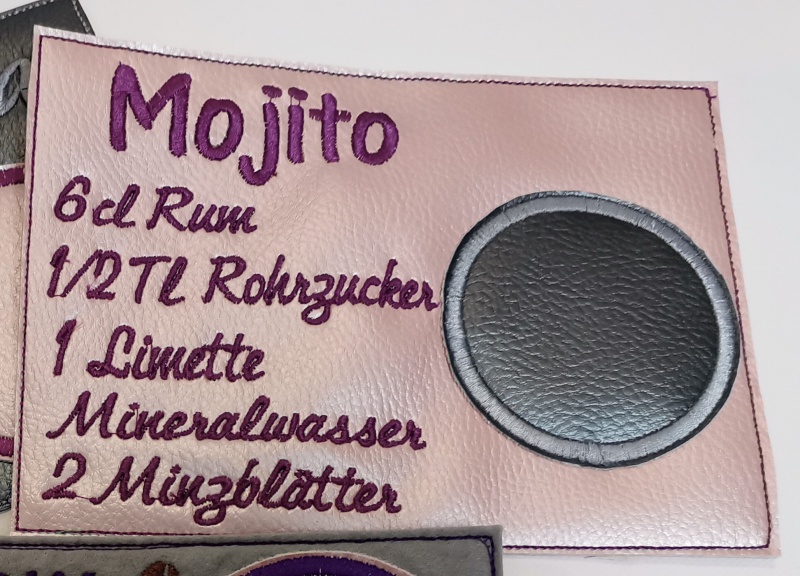 Mojito
6cl Rum
1/2 Tl Rohrzucker
1 Limette
Mineralwasser
2 Minzblätter